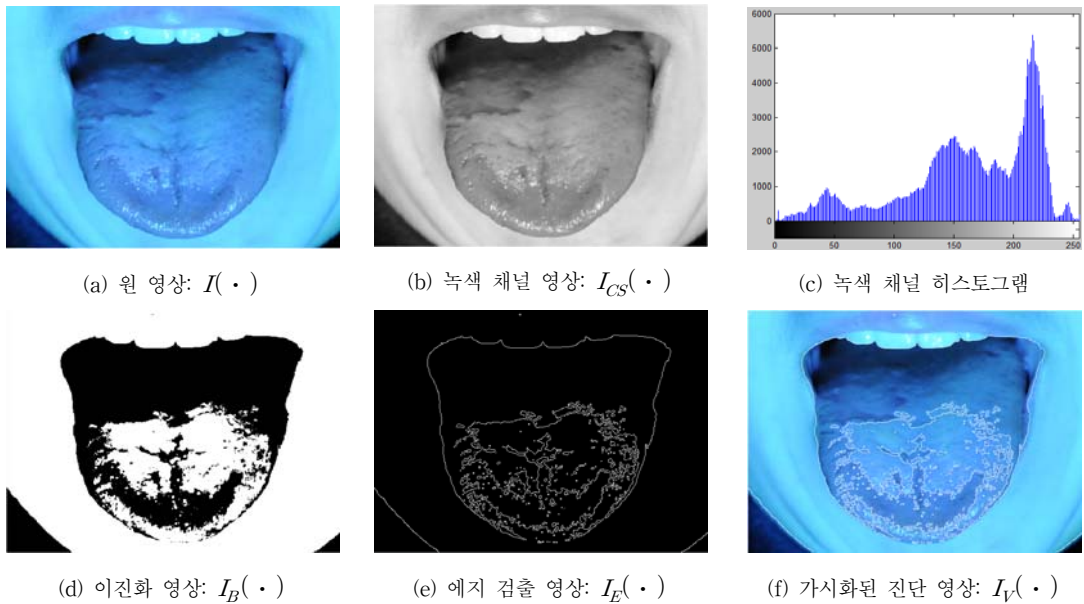 6000
5000
4000
3000
2000
1000
0
0 50 100 150 200 250
(a) 원 영상: I(・) (b) 녹색 채널 영상: I_CS(・) (c) 녹색 채널 히스토그램
(d) 이진화 영상: I_B(・) (e) 에지 검출 영상: I_E(・) (f) 가시화된 진단 영상: I_V(・)